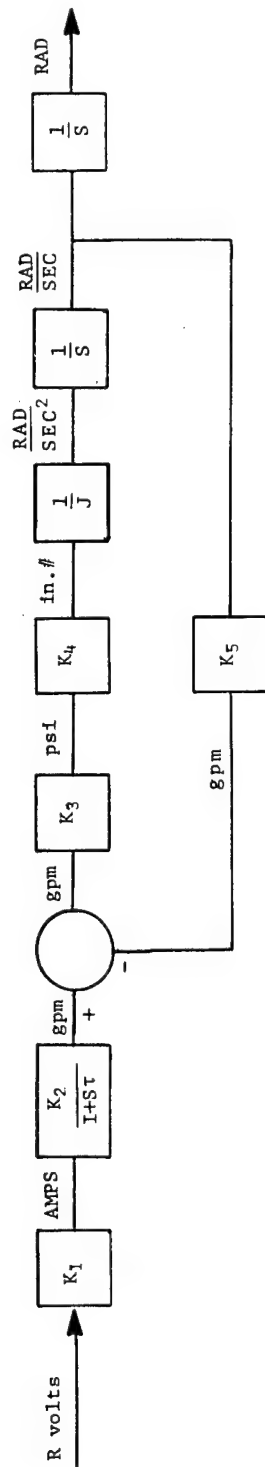 R volts
K1
AMPS
K2
I+Sτ
gpm
+
-
gpm
K3
psi
K4
in.#
1
J
RAD
SEC²
1
S
RAD
SEC
1
S
RAD
K5
gpm